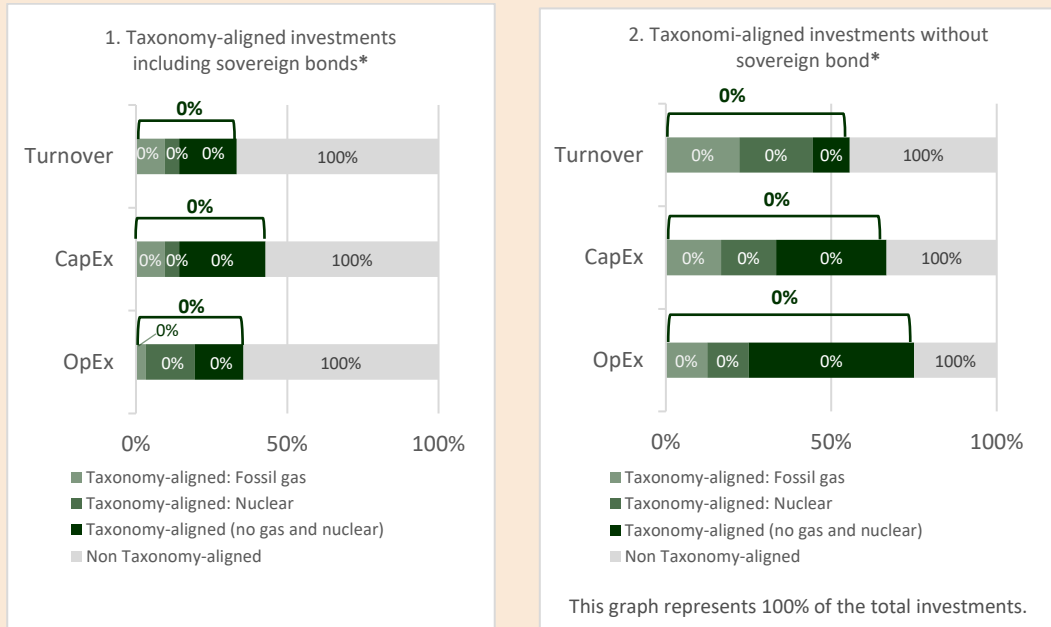 1. Taxonomy-aligned investments
including sovereign bonds*
0%
Turnover
0% 0% 0% 100%
0%
CapEx
0% 0% 0% 100%
0%
0%
OpEx
0% 0% 100%
0% 50% 100%
Taxonomy-aligned: Fossil gas
Taxonomy-aligned: Nuclear
Taxonomy-aligned (no gas and nuclear)
Non Taxonomy-aligned
2. Taxonomi-aligned investments without
sovereign bond*
0%
Turnover
0% 0% 0% 100%
0%
CapEx
0% 0% 0% 100%
0%
OpEx
0% 0% 0% 100%
0% 50% 100%
Taxonomy-aligned: Fossil gas
Taxonomy-aligned: Nuclear
Taxonomy-aligned (no gas and nuclear)
Non Taxonomy-aligned
This graph represents 100% of the total investments.